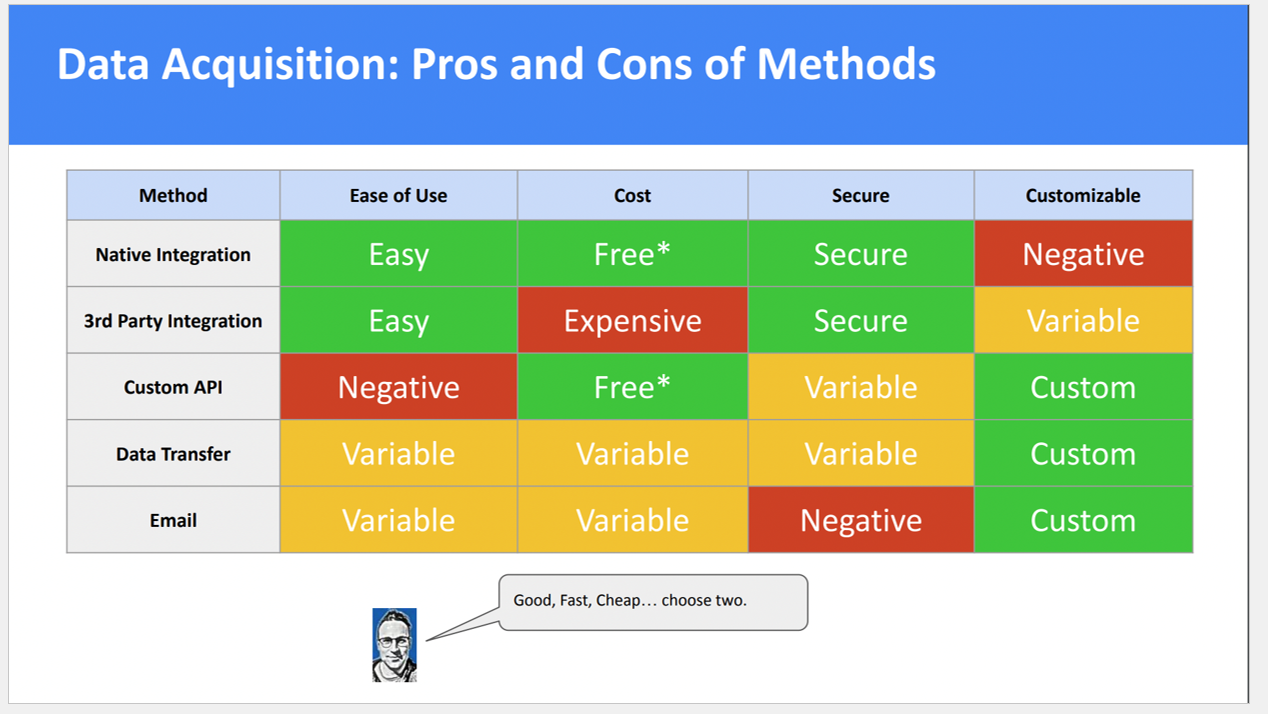 Data Acquisition: Pros and Cons of Methods
Method Ease of Use Cost Secure Customizable
Native Integration Easy Free* Secure Negative
3rd Party Integration Easy Expensive Secure Variable
Custom API Negative Free* Variable Custom
Data Transfer Variable Variable Variable Custom
Email Variable Variable Negative Custom
Good, Fast, Cheap… choose two.